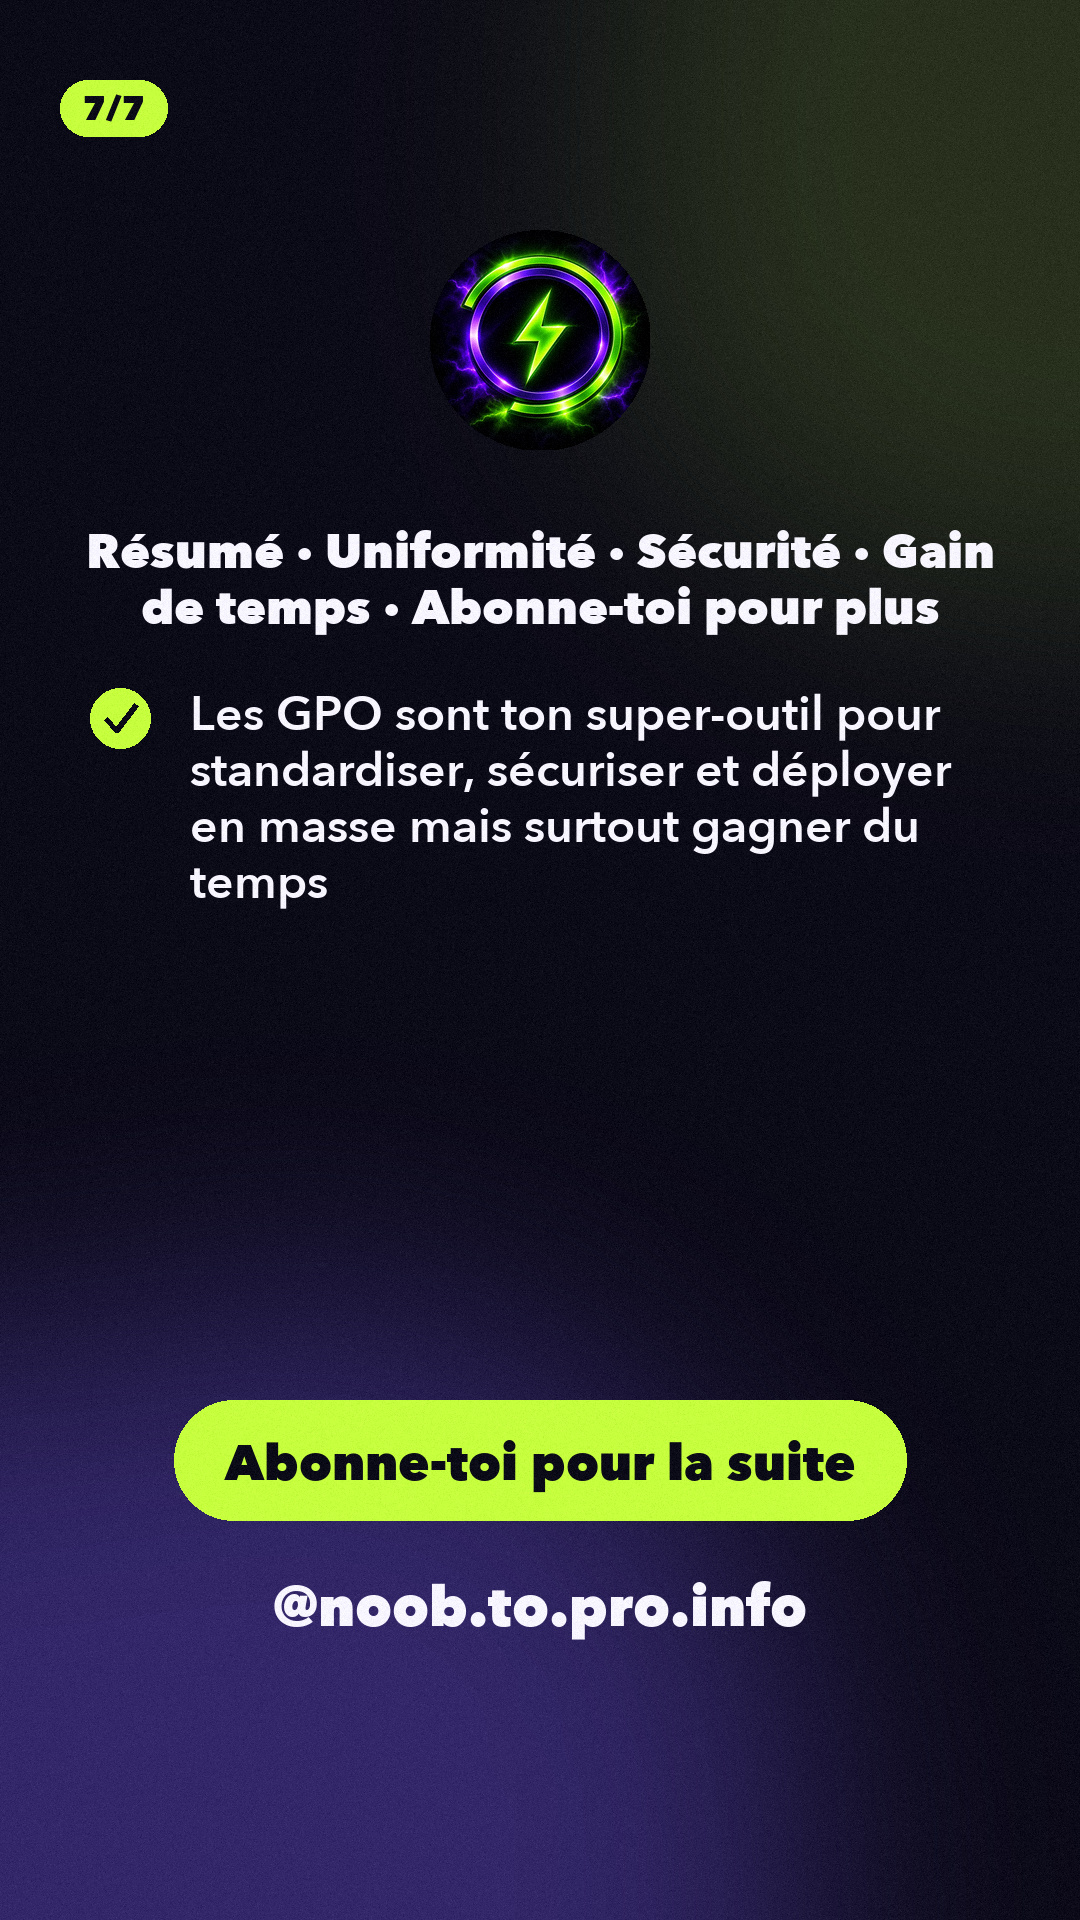 7/7
Résumé • Uniformité • Sécurité • Gain
de temps • Abonne-toi pour plus
Les GPO sont ton super-outil pour
standardiser, sécuriser et déployer
en masse mais surtout gagner du
temps
Abonne-toi pour la suite
@noob.to.pro.info